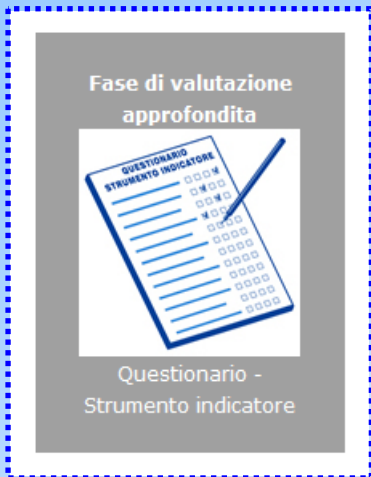 Fase di valutazione
approfondita
QUESTIONARIO
STRUMENTO INDICATORE
Questionario -
Strumento indicatore